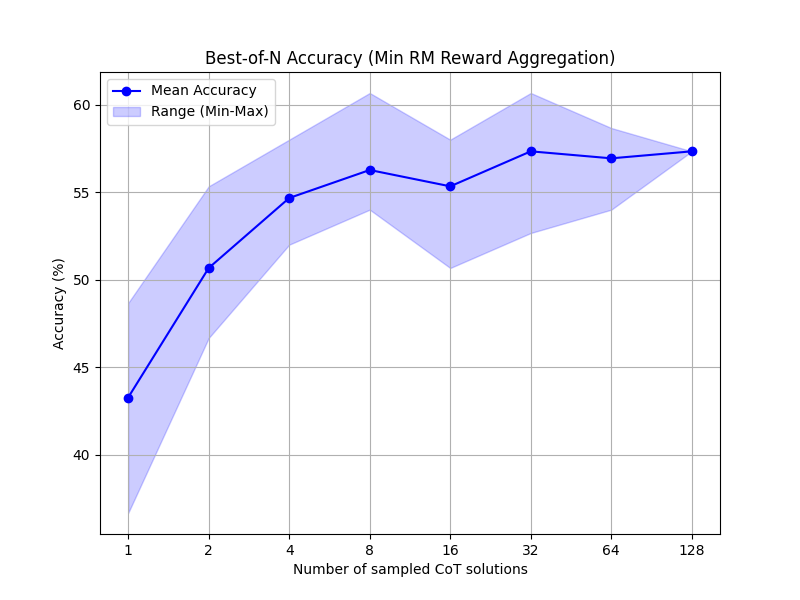 Best-of-N Accuracy (Min RM Reward Aggregation)
Mean Accuracy
Range (Min-Max)
Accuracy (%)
60
55
50
45
40
1 2 4 8 16 32 64 128
Number of sampled CoT solutions